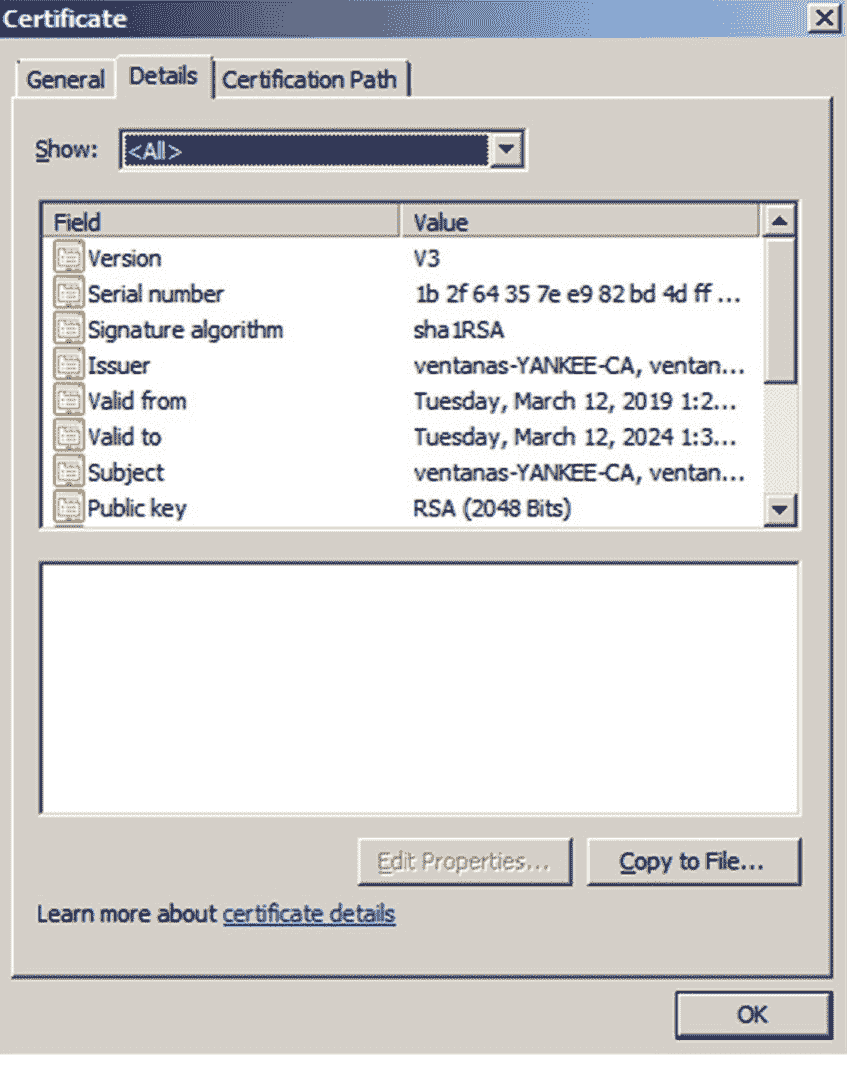 Certificate
General Details Certification Path
Show: <All>
Field Value
Version V3
Serial number 1b 2f 64 35 7e e9 82 bd 4d ff ...
Signature algorithm sha1RSA
Issuer ventanas-YANKEE-CA, ventan...
Valid from Tuesday, March 12, 2019 1:2...
Valid to Tuesday, March 12, 2024 1:3...
Subject ventanas-YANKEE-CA, ventan...
Public key RSA (2048 Bits)
Edit Properties... Copy to File...
Learn more about certificate details
OK